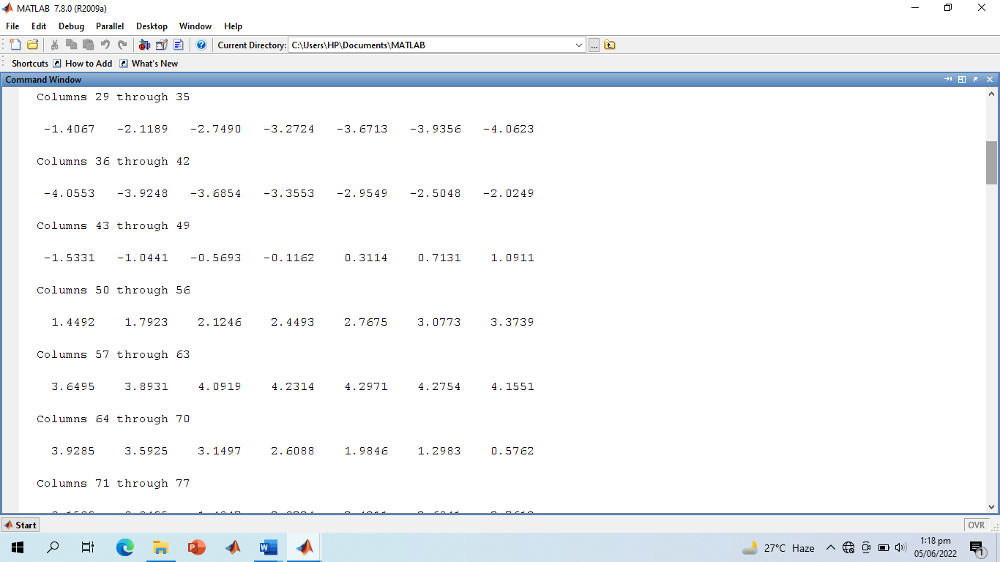 MATLAB 7.8.0 (R2009a)
File Edit Debug Parallel Desktop Window Help
Current Directory: C:\Users\HP\Documents\MATLAB ...
Shortcuts How to Add What's New
Command Window
Columns 29 through 35
-1.4067 -2.1189 -2.7490 -3.2724 -3.6713 -3.9356 -4.0623
Columns 36 through 42
-4.0553 -3.9248 -3.6854 -3.3553 -2.9549 -2.5048 -2.0249
Columns 43 through 49
-1.5331 -1.0441 -0.5693 -0.1162 0.3114 0.7131 1.0911
Columns 50 through 56
1.4492 1.7923 2.1246 2.4493 2.7675 3.0773 3.3739
Columns 57 through 63
3.6495 3.8931 4.0919 4.2314 4.2971 4.2754 4.1551
Columns 64 through 70
3.9285 3.5925 3.1497 2.6088 1.9846 1.2983 0.5762
Columns 71 through 77
Start OVR
27°C Haze 1:18 pm
05/06/2022 1